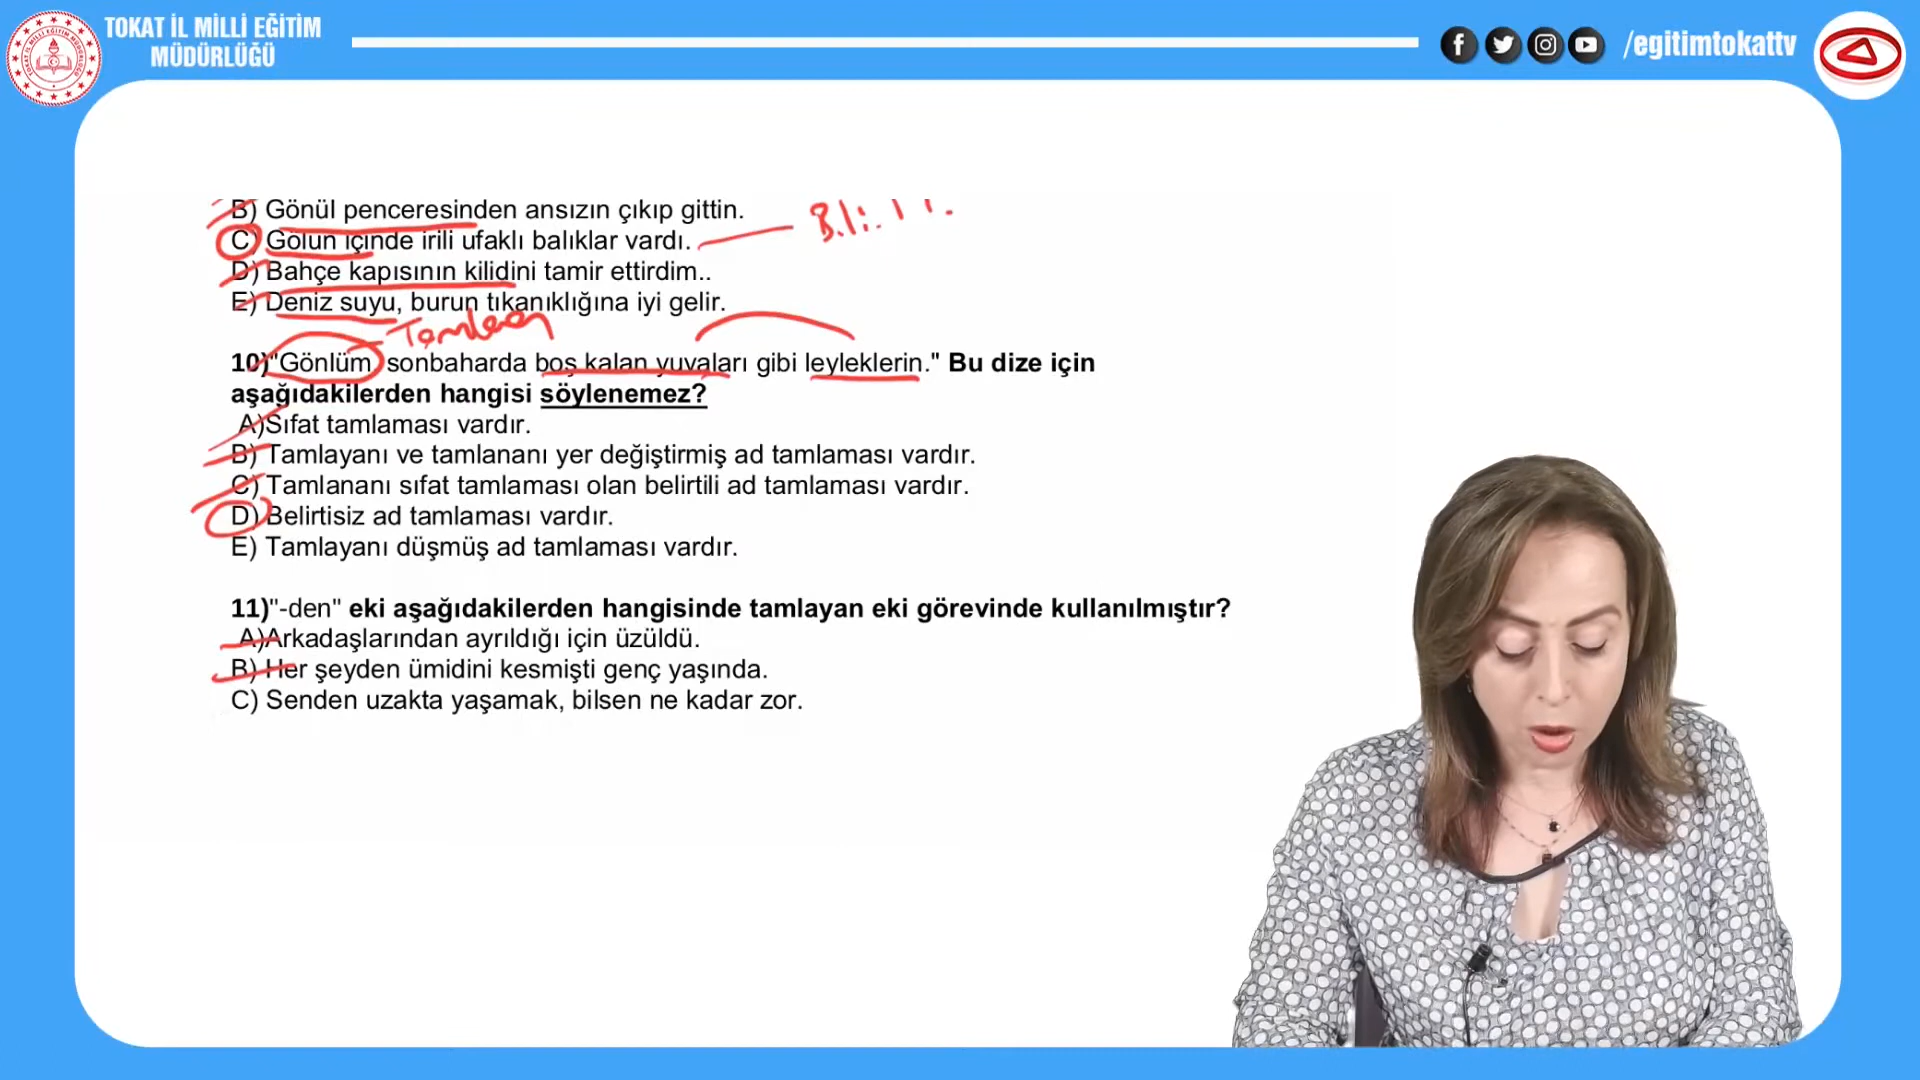 TOKAT İL MİLLİ EĞİTİM
MÜDÜRLÜĞÜ
/egitimtokattv
B) Gönül penceresinden ansızın çıkıp gittin.
C) Gölün içinde irili ufaklı balıklar vardı.
D) Bahçe kapısının kilidini tamir ettirdim..
E) Deniz suyu, burun tıkanıklığına iyi gelir.
Tamlanan
10)"Gönlüm sonbaharda boş kalan yuvaları gibi leyleklerin." Bu dize için
aşağıdakilerden hangisi söylenemez?
A)Sıfat tamlaması vardır.
B) Tamlayanı ve tamlananı yer değiştirmiş ad tamlaması vardır.
C) Tamlananı sıfat tamlaması olan belirtili ad tamlaması vardır.
D) Belirtisiz ad tamlaması vardır.
E) Tamlayanı düşmüş ad tamlaması vardır.
11)"-den" eki aşağıdakilerden hangisinde tamlayan eki görevinde kullanılmıştır?
A)Arkadaşlarından ayrıldığı için üzüldü.
B) Her şeyden ümidini kesmişti genç yaşında.
C) Senden uzakta yaşamak, bilsen ne kadar zor.